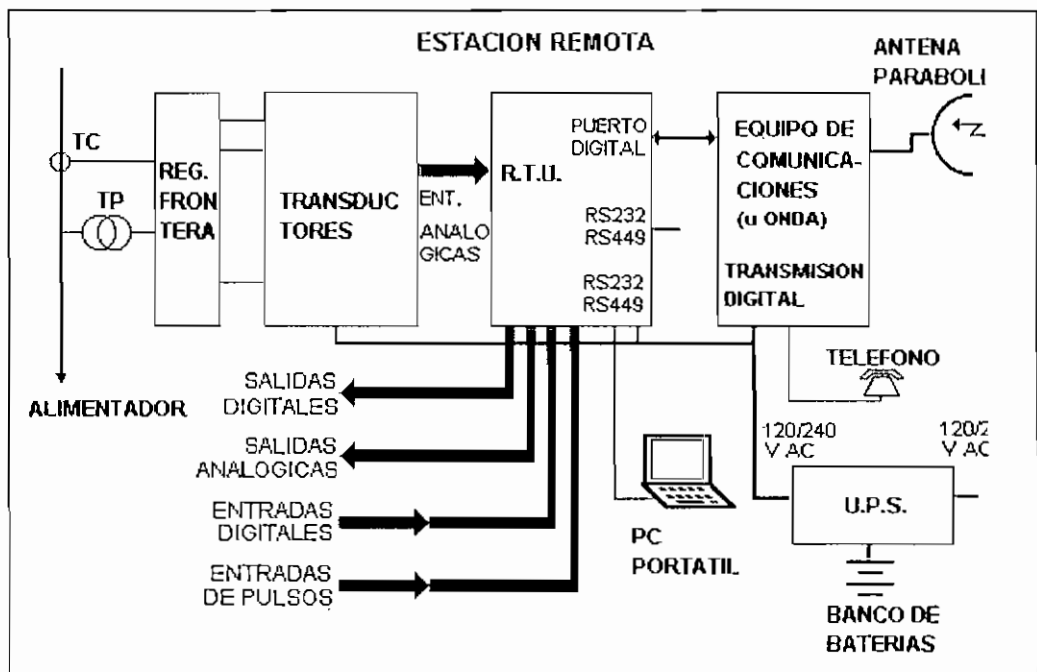 ESTACION REMOTA
ANTENA
PARABOLI
TC
TP
REG.
FRON
TERA
TRANSDUC
TORES
ENT.
ANALO
GICAS
R.T.U.
PUERTO
DIGITAL
RS232
RS449
RS232
RS449
EQUIPO DE
COMUNICA-
CIONES
(u ONDA)
TRANSMISION
DIGITAL
TELEFONO
ALIMENTADOR
SALIDAS
DIGITALES
SALIDAS
ANALOGICAS
ENTRADAS
DIGITALES
ENTRADAS
DE PULSOS
PC
PORTATIL
120/240
V AC
120/2
V AC
U.P.S.
BANCO DE
BATERIAS